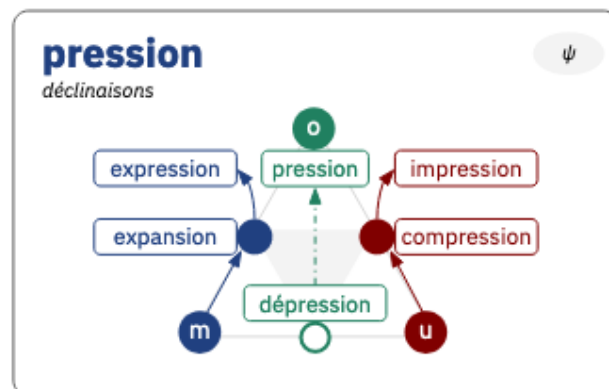 pression
ψ
déclinaisons
o
expression
pression
impression
expansion
compression
dépression
m
u